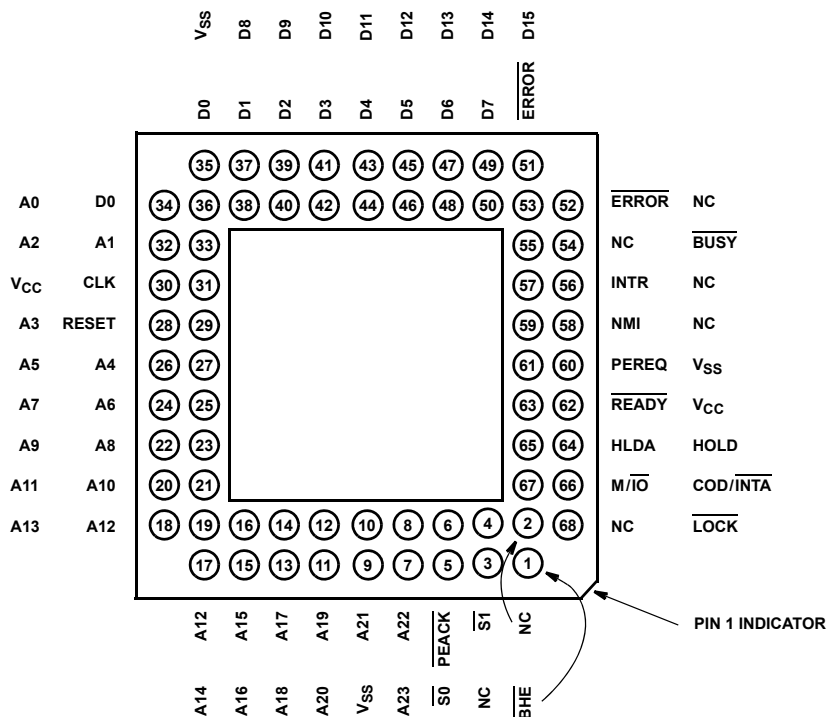 VSS D8 D9 D10 D11 D12 D13 D14 D15
D0 D1 D2 D3 D4 D5 D6 D7 ERROR
35 37 39 41 43 45 47 49 51
A0 D0 34 36 38 40 42 44 46 48 50 53 52 ERROR NC
A2 A1 32 33 55 54 NC BUSY
VCC CLK 30 31 57 56 INTR NC
A3 RESET 28 29 59 58 NMI NC
A5 A4 26 27 61 60 PEREQ VSS
A7 A6 24 25 63 62 READY VCC
A9 A8 22 23 65 64 HLDA HOLD
A11 A10 20 21 67 66 M/IO COD/INTA
A13 A12 18 19 16 14 12 10 8 6 4 2 68 NC LOCK
17 15 13 11 9 7 5 3 1
A12 A15 A17 A19 A21 A22 PEACK S1 NC PIN 1 INDICATOR
A14 A16 A18 A20 VSS A23 S0 NC BHE